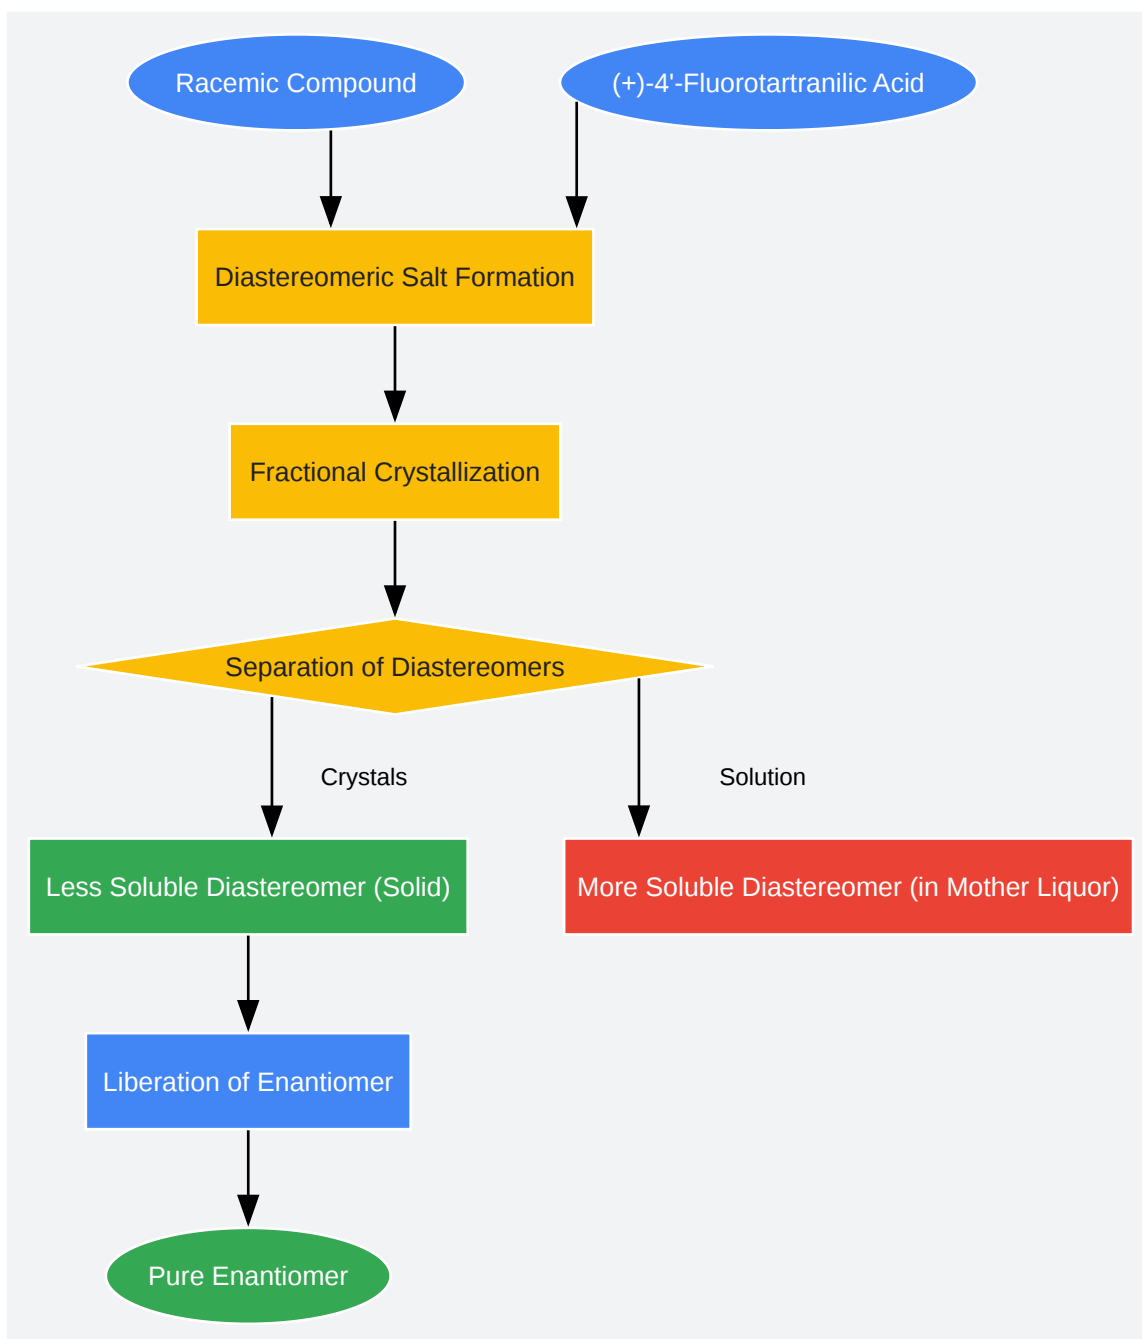 Racemic Compound
(+)-4'-Fluorotartranilic Acid
Diastereomeric Salt Formation
Fractional Crystallization
Separation of Diastereomers
Crystals
Solution
Less Soluble Diastereomer (Solid)
More Soluble Diastereomer (in Mother Liquor)
Liberation of Enantiomer
Pure Enantiomer